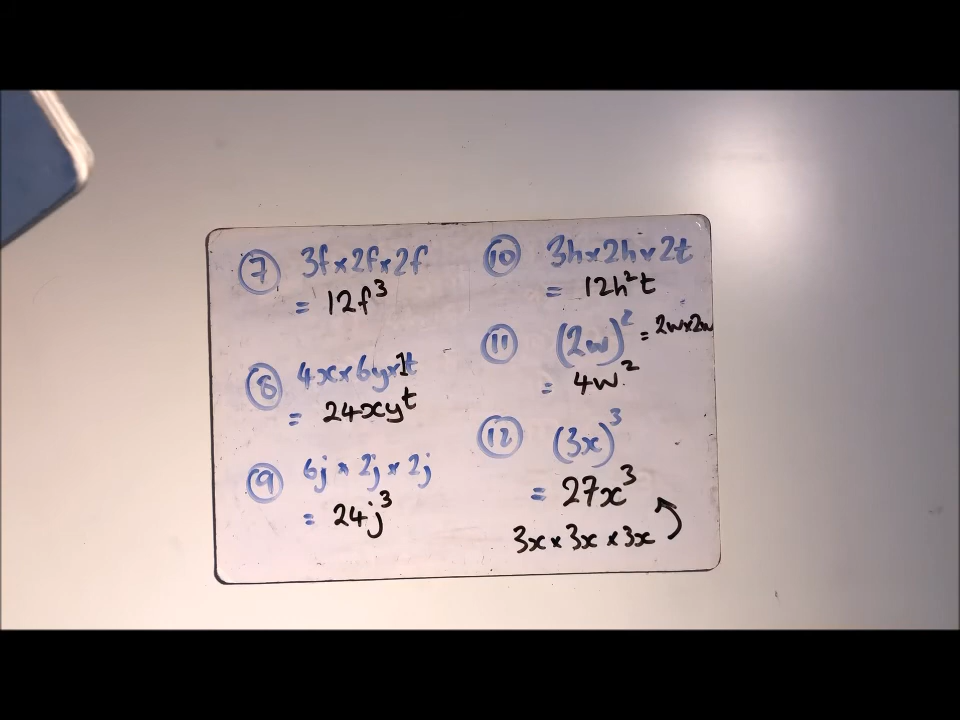 ⑦ 3f×2f×2f
= 12f³
⑧ 4x×6y×1t
= 24xyt
⑨ 6j × 2j × 2j
= 24j³
⑩ 3h×2h×2t
= 12h²t
⑪ (2w)² = 2w×2w
= 4w²
⑫ (3x)³
= 27x³
3x × 3x × 3x